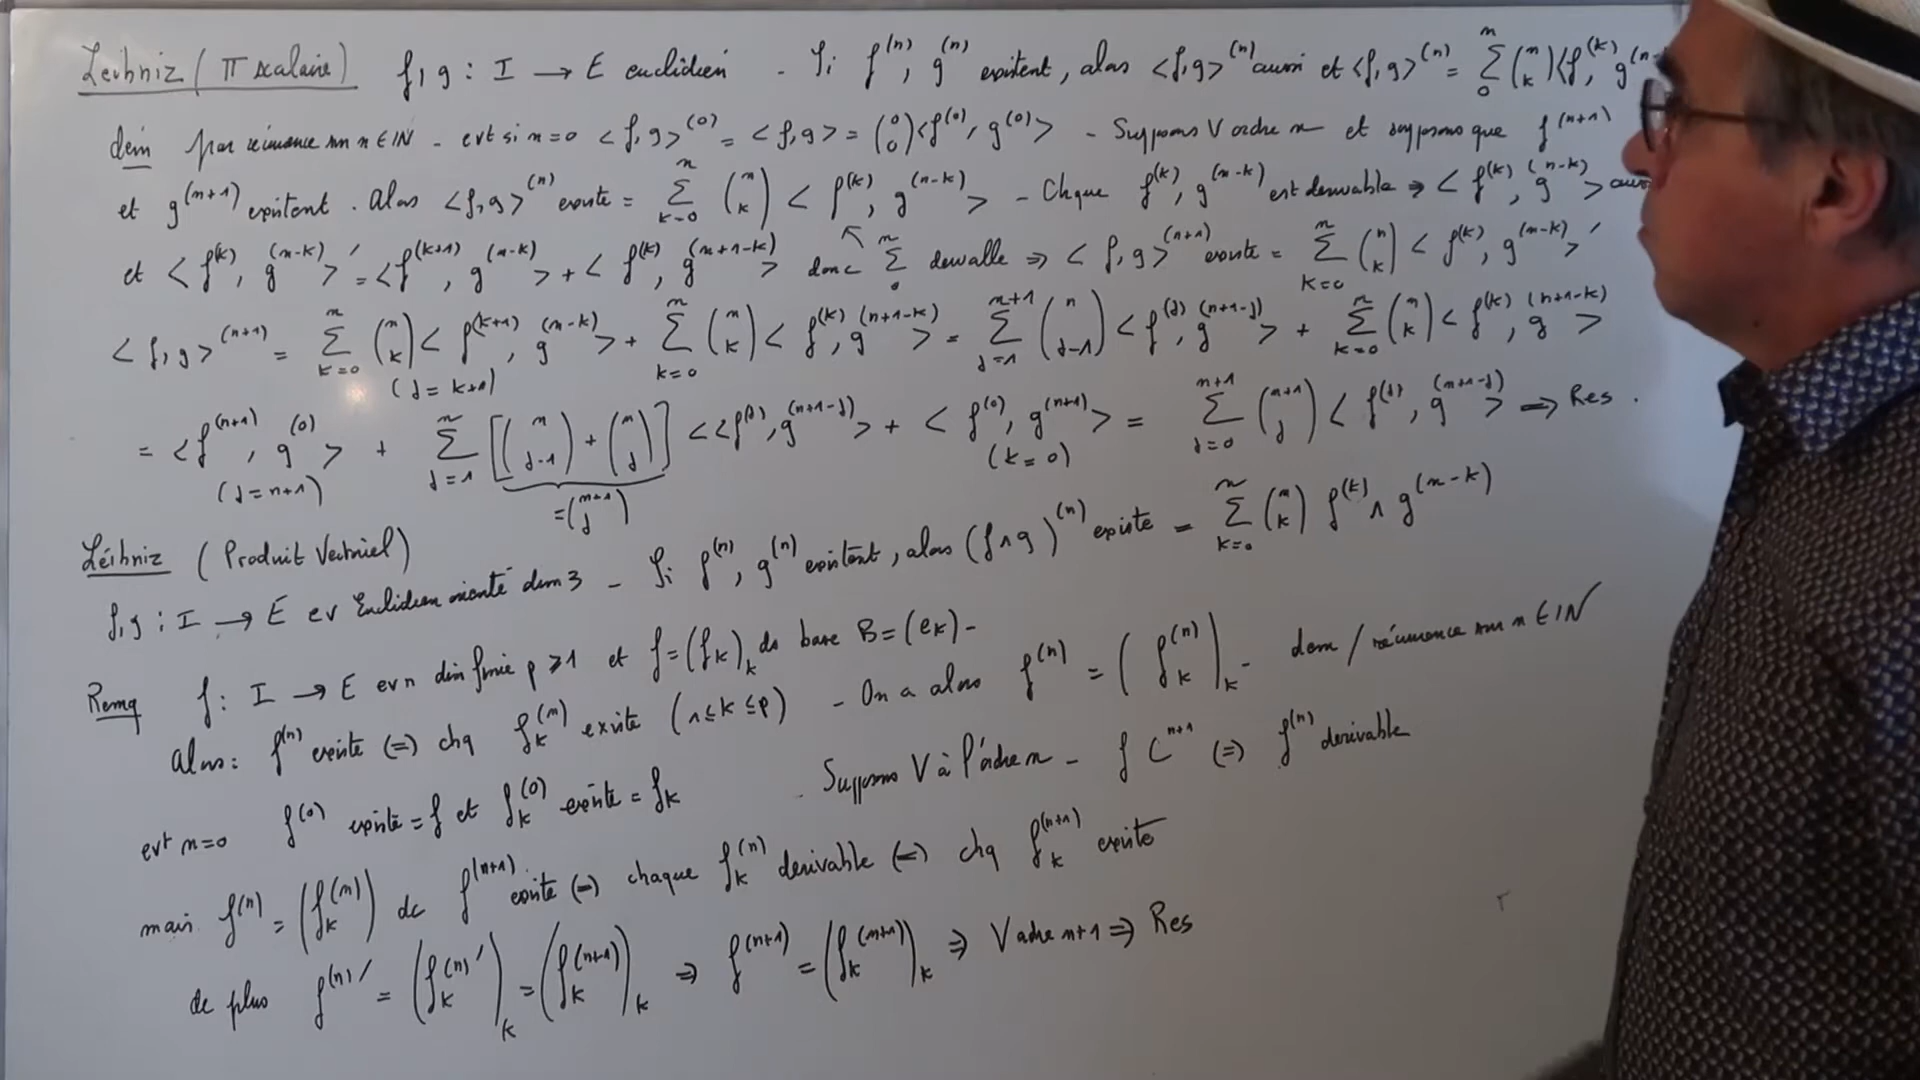 Leibniz (π scalaire) f, g : I → E euclidien - Si f^(n), g^(n) existent, alors <f,g>^(n) aussi et <f,g>^(n) = Σ_0^n (n k) <f^(k), g^(n-
dém par récurrence sur n ∈ IN - evt si n=0 <f,g>^(0) = <f,g> = (0 0) <f^(0), g^(0)> - Supposons V ordre n et supposons que f^(n+1)
et g^(n+1) existent. Alors <f,g>^(n) existe = Σ_{k=0}^n (n k) < f^(k), g^(n-k) > - Chque f^(k), g^(n-k) est dérivable ⇒ < f^(k), g^(n-k) > aussi
et < f^(k), g^(n-k) >' = < f^(k+1), g^(n-k) > + < f^(k), g^(n+1-k) > donc Σ_0^n dérivable ⇒ < f, g >^(n+1) existe = Σ_{k=0}^n (n k) < f^(k), g^(n-k) >'
< f, g >^(n+1) = Σ_{k=0}^n (n k) < f^(k+1), g^(n-k) > + Σ_{k=0}^n (n k) < f^(k), g^(n+1-k) > = Σ_{j=1}^{n+1} (n j-1) < f^(j), g^(n+1-j) > + Σ_{k=0}^n (n k) < f^(k), g^(n+1-k) >
(j = k+1)
= < f^(n+1), g^(0) > + Σ_{j=1}^n [(n j-1) + (n j)] << f^(j), g^(n+1-j) > + < f^(0), g^(n+1) > = Σ_{j=0}^{n+1} (n+1 j) < f^(j), g^(n+1-j) > ⇒ Res .
(j = n+1) = (n+1 j) (k = 0)
Léibniz (Produit Vectoriel)
f, g : I → E ev Euclidien orienté dim 3 - Si f^(n), g^(n) existent, alors (f ∧ g)^(n) existe = Σ_{k=0}^n (n k) f^(k) ∧ g^(n-k)
Remq f : I → E evn dim finie p ≥ 1 et f = (f_k)_k ds base B = (e_k) -
Alors : f^(n) existe (=) chq f_k^(n) existe (1 ≤ k ≤ p) - On a alors f^(n) = (f_k^(n))_k - dem / récurrence sur n ∈ IN
evt n=0 f^(0) existe = f et f_k^(0) existe = f_k - Supposons V à l'ordre n - f C^{n+1} (=) f^(n) dérivable
mais f^(n) = (f_k^(n)) dc f^(n+1) existe (=) chaque f_k^(n) derivable (=) chq f_k^(n+1) existe
de plus f^(n)' = (f_k^(n)')_k = (f_k^(n+1))_k ⇒ f^(n+1) = (f_k^(n+1))_k ⇒ V ordre n+1 ⇒ Res